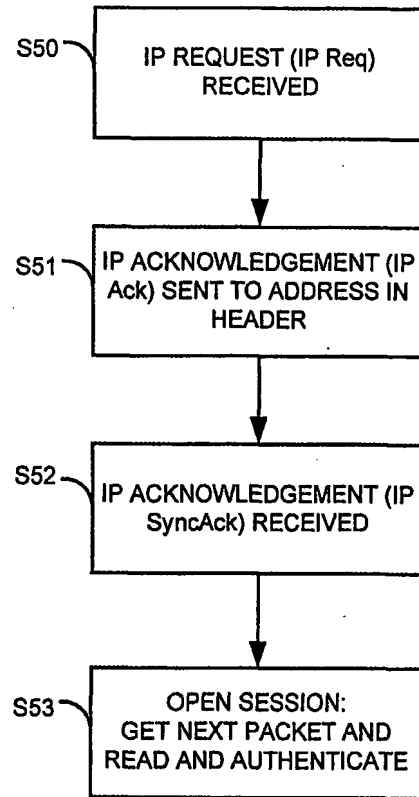 S50
IP REQUEST (IP Req)
RECEIVED
S51
IP ACKNOWLEDGEMENT (IP
Ack) SENT TO ADDRESS IN
HEADER
S52
IP ACKNOWLEDGEMENT (IP
SyncAck) RECEIVED
S53
OPEN SESSION:
GET NEXT PACKET AND
READ AND AUTHENTICATE